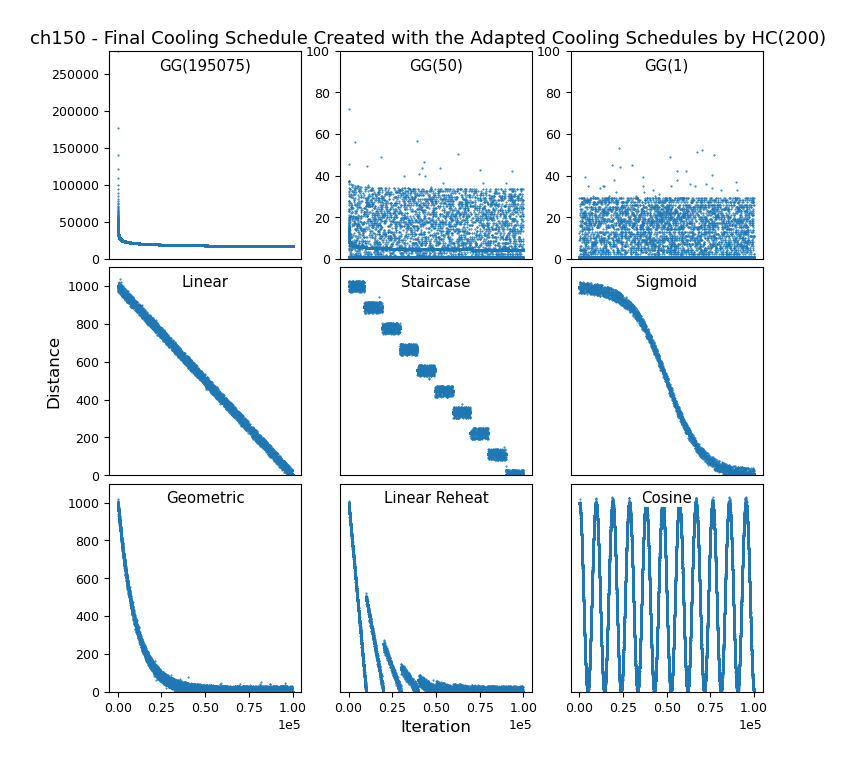 ch150 - Final Cooling Schedule Created with the Adapted Cooling Schedules by HC(200)
GG(195075)
250000
200000
150000
100000
50000
0
GG(50)
100
80
60
40
20
0
GG(1)
100
80
60
40
20
0
Distance
Linear
1000
800
600
400
200
0
Staircase
Sigmoid
Geometric
1000
800
600
400
200
0
0.00 0.25 0.5 0.75 1.00
1e5
Linear Reheat
0.00 0.25 0.5 0.75 1.00
1e5
Cosine
0.00 0.25 0.5 0.75 1.00
1e5
Iteration